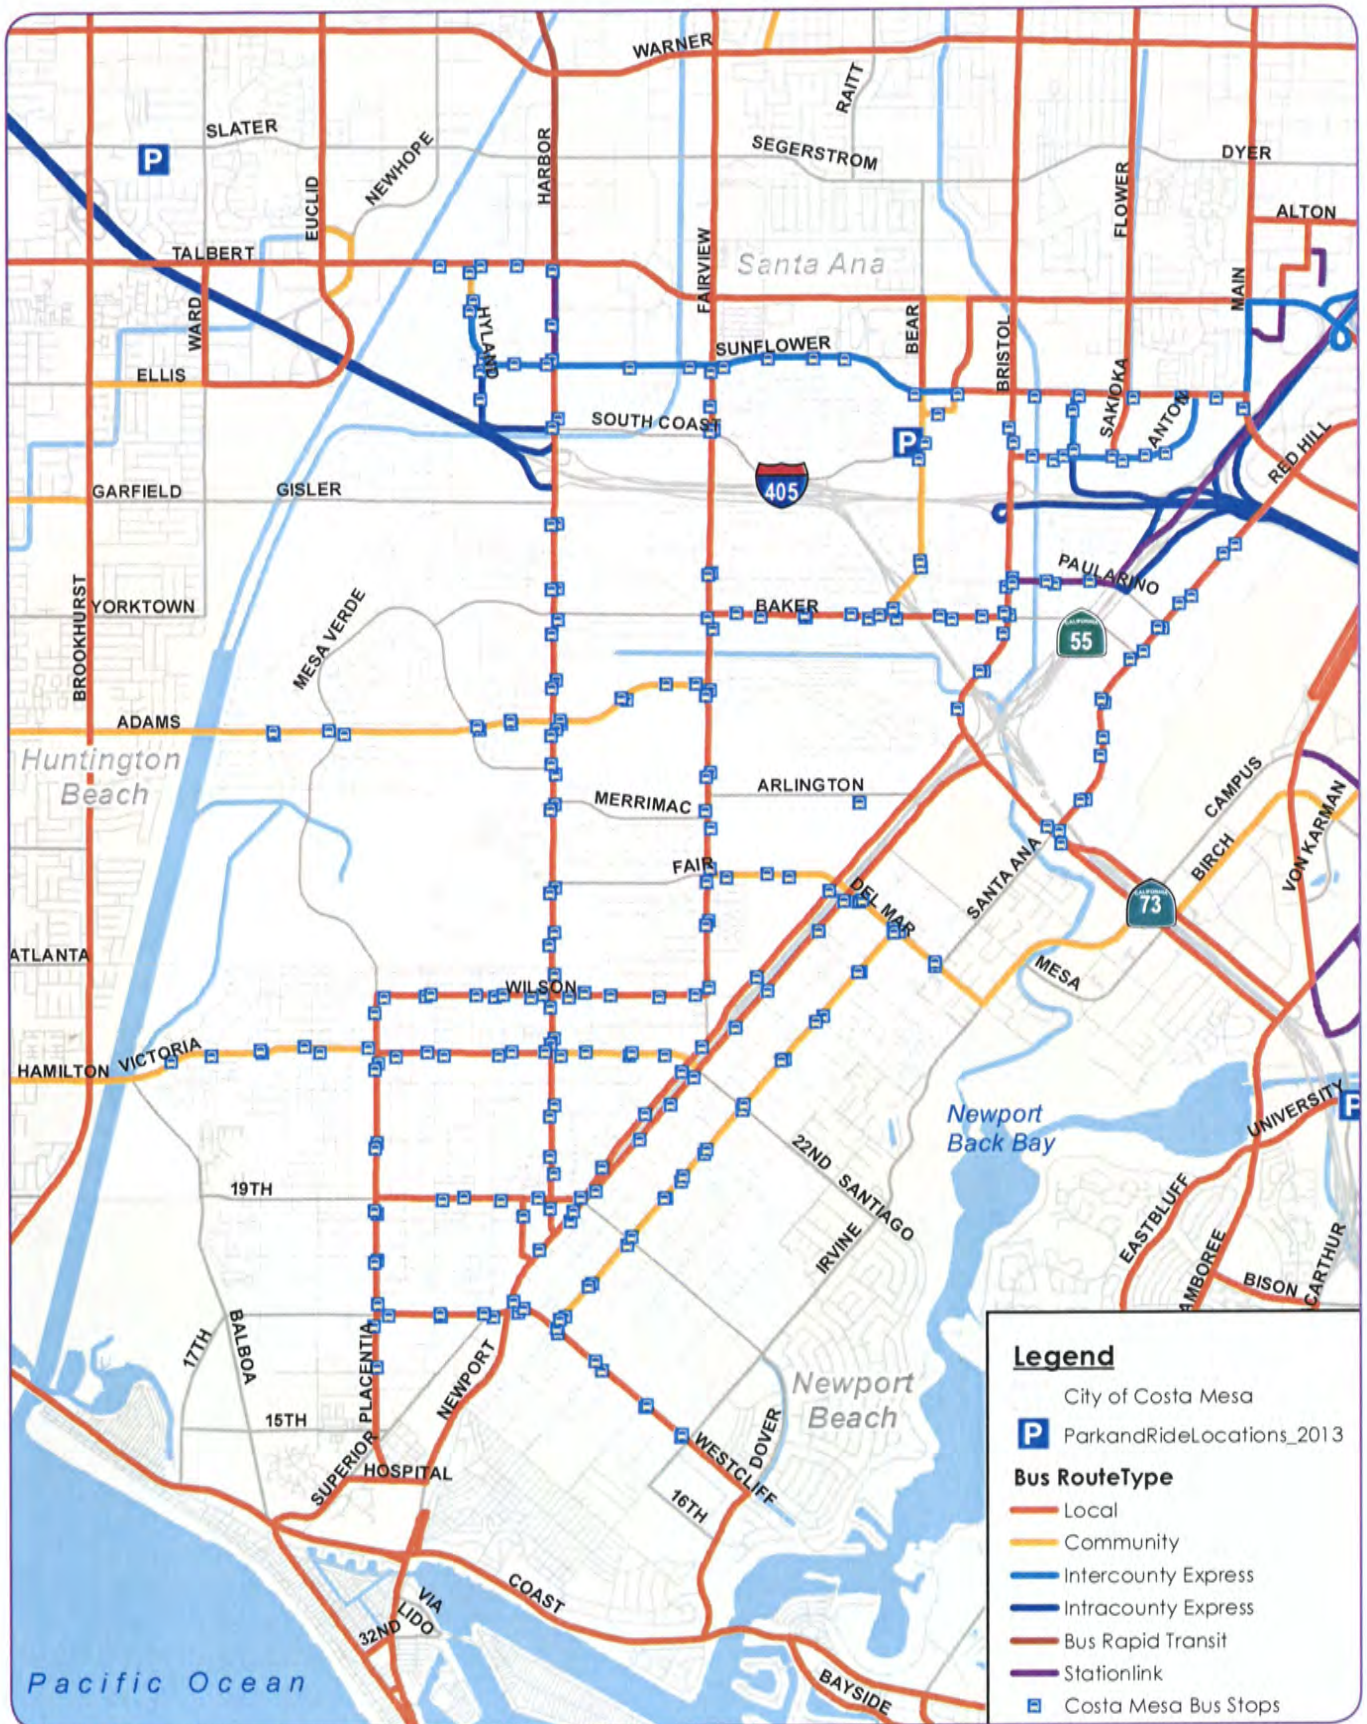 WARNER
RAITT
SLATER
NEWHOPE
HARBOR
SEGERSTROM
DYER
P
EUCLID
FLOWER
ALTON
TALBERT
FAIRVIEW
Santa Ana
MAIN
WARD
HYLAND
BEAR
BRISTOL
SUNFLOWER
ELLIS
SAKIOKA
ANTON
SOUTH COAST
P
RED HILL
GARFIELD
GISLER
405
BROOKHURST
YORKTOWN
MESA VERDE
BAKER
PAULARINO
CALIFORNIA
55
ADAMS
Huntington
Beach
MERRIMAC
ARLINGTON
CAMPUS
BIRCH
VON KARMAN
FAIR
DEL MAR
SANTA ANA
CALIFORNIA
73
ATLANTA
WILSON
MESA
HAMILTON
VICTORIA
Newport
Back Bay
UNIVERSITY
P
22ND
SANTIAGO
19TH
IRVINE
EASTBLUFF
AMBOREE
BISON
CARTHUR
17TH
BALBOA
PLACENTIA
NEWPORT
Newport
Beach
15TH
SUPERIOR
HOSPITAL
WESTCLIFF
DOVER
16TH
COAST
VIA
LIDO
32ND
BAYSIDE
Pacific Ocean
Legend
City of Costa Mesa
P ParkandRideLocations_2013
Bus RouteType
Local
Community
Intercounty Express
Intracounty Express
Bus Rapid Transit
Stationlink
Costa Mesa Bus Stops